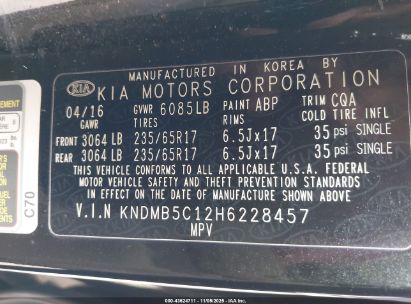 MANUFACTURED IN KOREA BY
KIA KIA MOTORS CORPORATION
04/16 GVWR 6085LB PAINT ABP TRIM CQA
GAWR TIRES RIMS COLD TIRE INFL
FRONT 3064 LB 235/65R17 6.5Jx17 35 psi SINGLE
REAR 3064 LB 235/65R17 6.5Jx17 35 psi SINGLE
THIS VEHICLE CONFORMS TO ALL APPLICABLE U.S.A. FEDERAL
MOTOR VEHICLE SAFETY AND THEFT PREVENTION STANDARDS
IN EFFECT ON THE DATE OF MANUFACTURE SHOWN ABOVE
V.I.N KNDMB5C12H6228457
MPV
C70